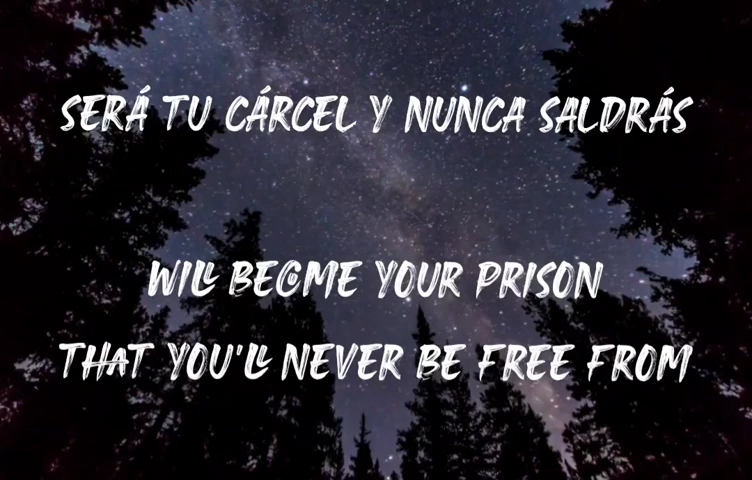 SERÁ TU CÁRCEL Y NUNCA SALDRÁS
WILL BECOME YOUR PRISON
THAT YOU'LL NEVER BE FREE FROM